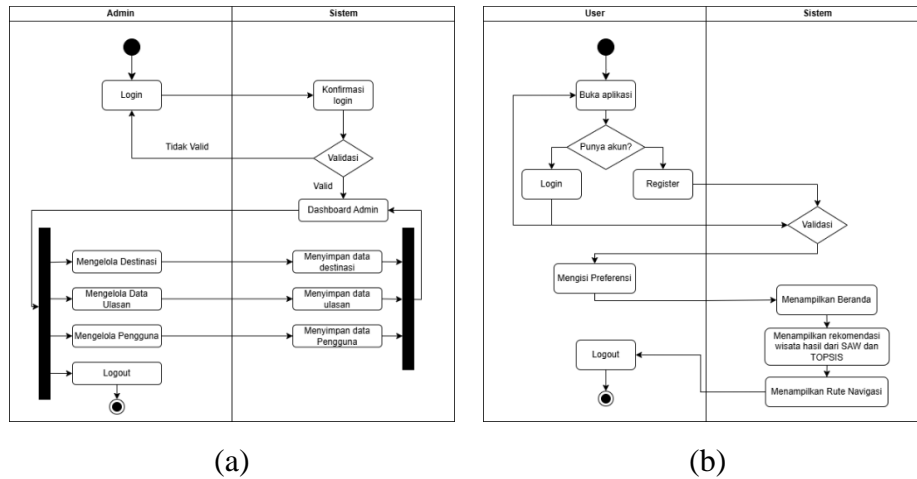 Admin
Sistem
Login
Konfirmasi
login
Tidak Valid
Validasi
Valid
Dashboard Admin
Mengelola Destinasi
Menyimpan data
destinasi
Mengelola Data
Ulasan
Menyimpan data
ulasan
Mengelola Pengguna
Menyimpan data
Pengguna
Logout
(a)
User
Sistem
Buka aplikasi
Punya akun?
Login
Register
Validasi
Mengisi Preferensi
Menampilkan Beranda
Menampilkan rekomendasi
wisata hasil dari SAW dan
TOPSIS
Logout
Menampilkan Rute Navigasi
(b)